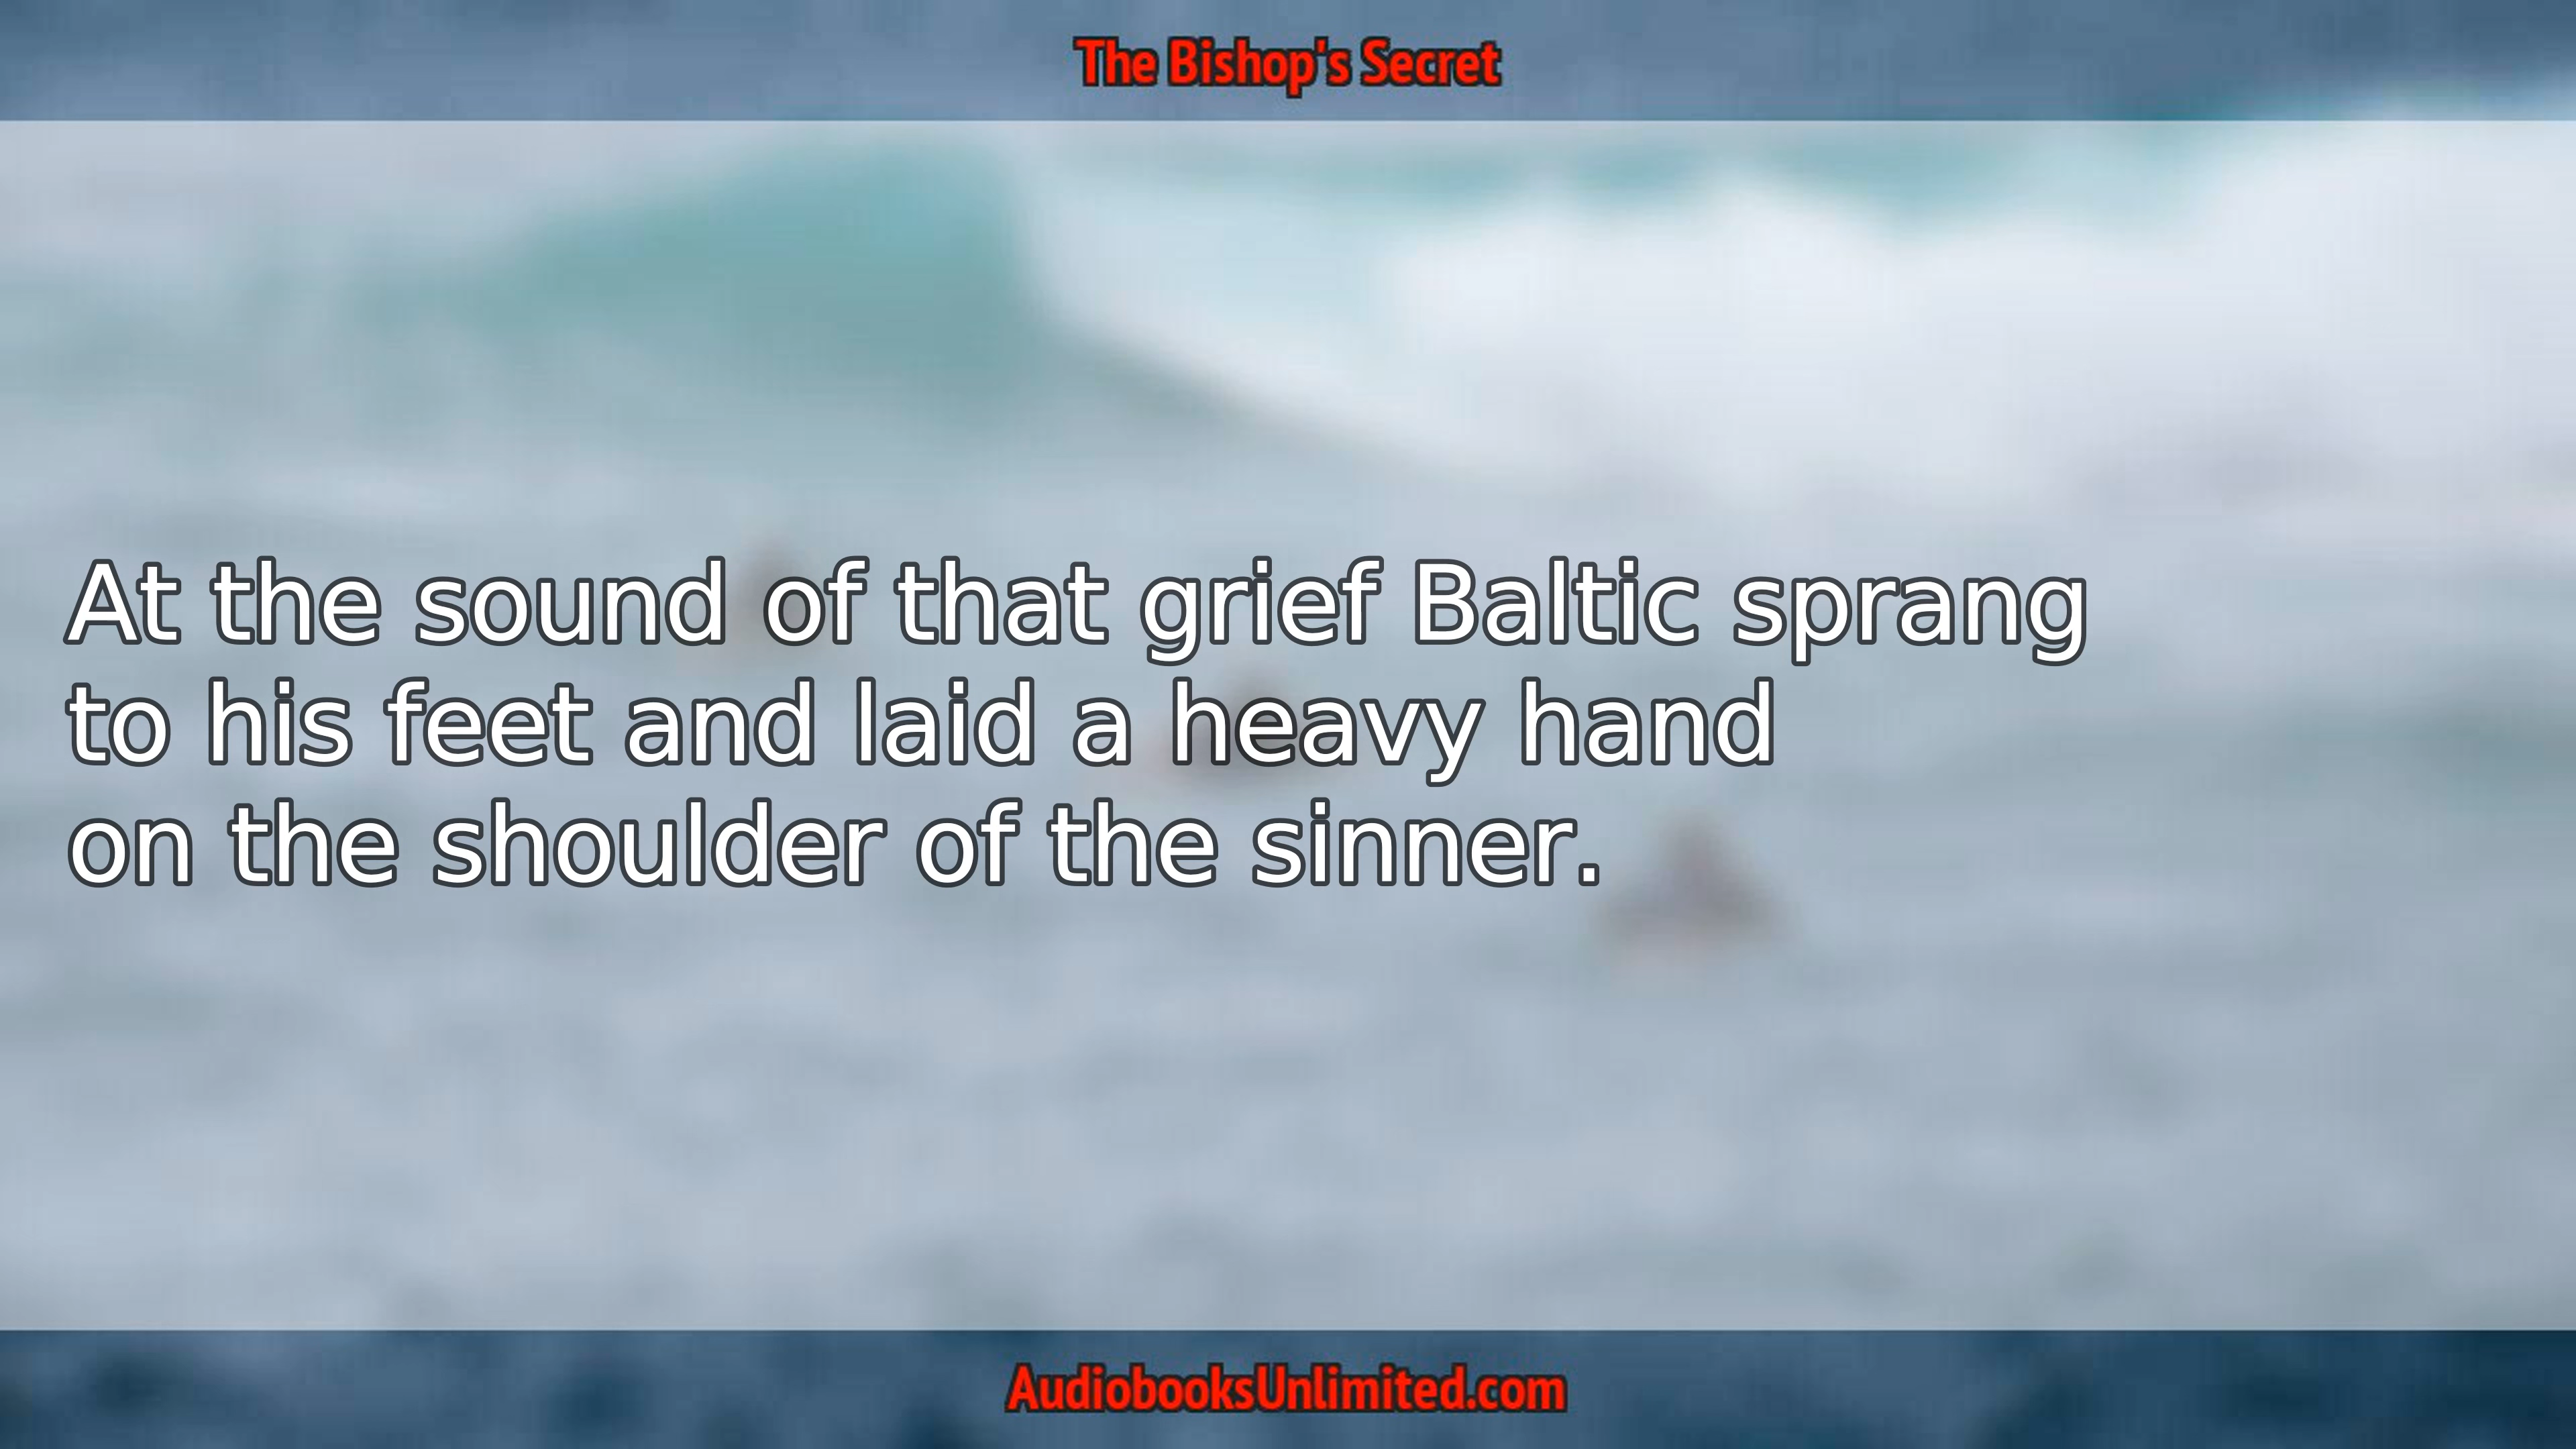 The Bishop's Secret
At the sound of that grief Baltic sprang
to his feet and laid a heavy hand
on the shoulder of the sinner.
AudiobooksUnlimited.com